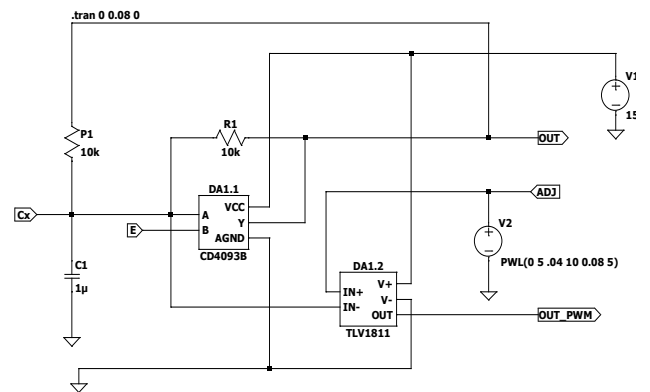 .tran 0 0.08 0
V1
15
P1
10k
R1
10k
OUT
DA1.1
VCC
A
Y
B
AGND
CD4093B
Cx
E
ADJ
V2
PWL(0 5 .04 10 0.08 5)
C1
1µ
DA1.2
V+
IN+
V-
IN-
OUT
TLV1811
OUT_PWM